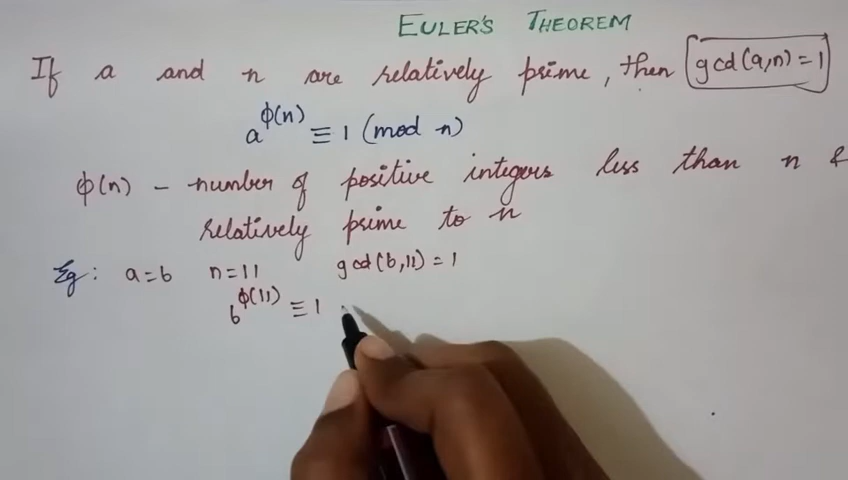 EULER'S THEOREM
If a and n are relatively prime, then gcd(a,n)=1
a^ϕ(n) ≡ 1 (mod n)
ϕ(n) - number of positive integers less than n &
relatively prime to n
Eg: a=6 n=11 gcd(6,11)=1
6^ϕ(11) ≡ 1